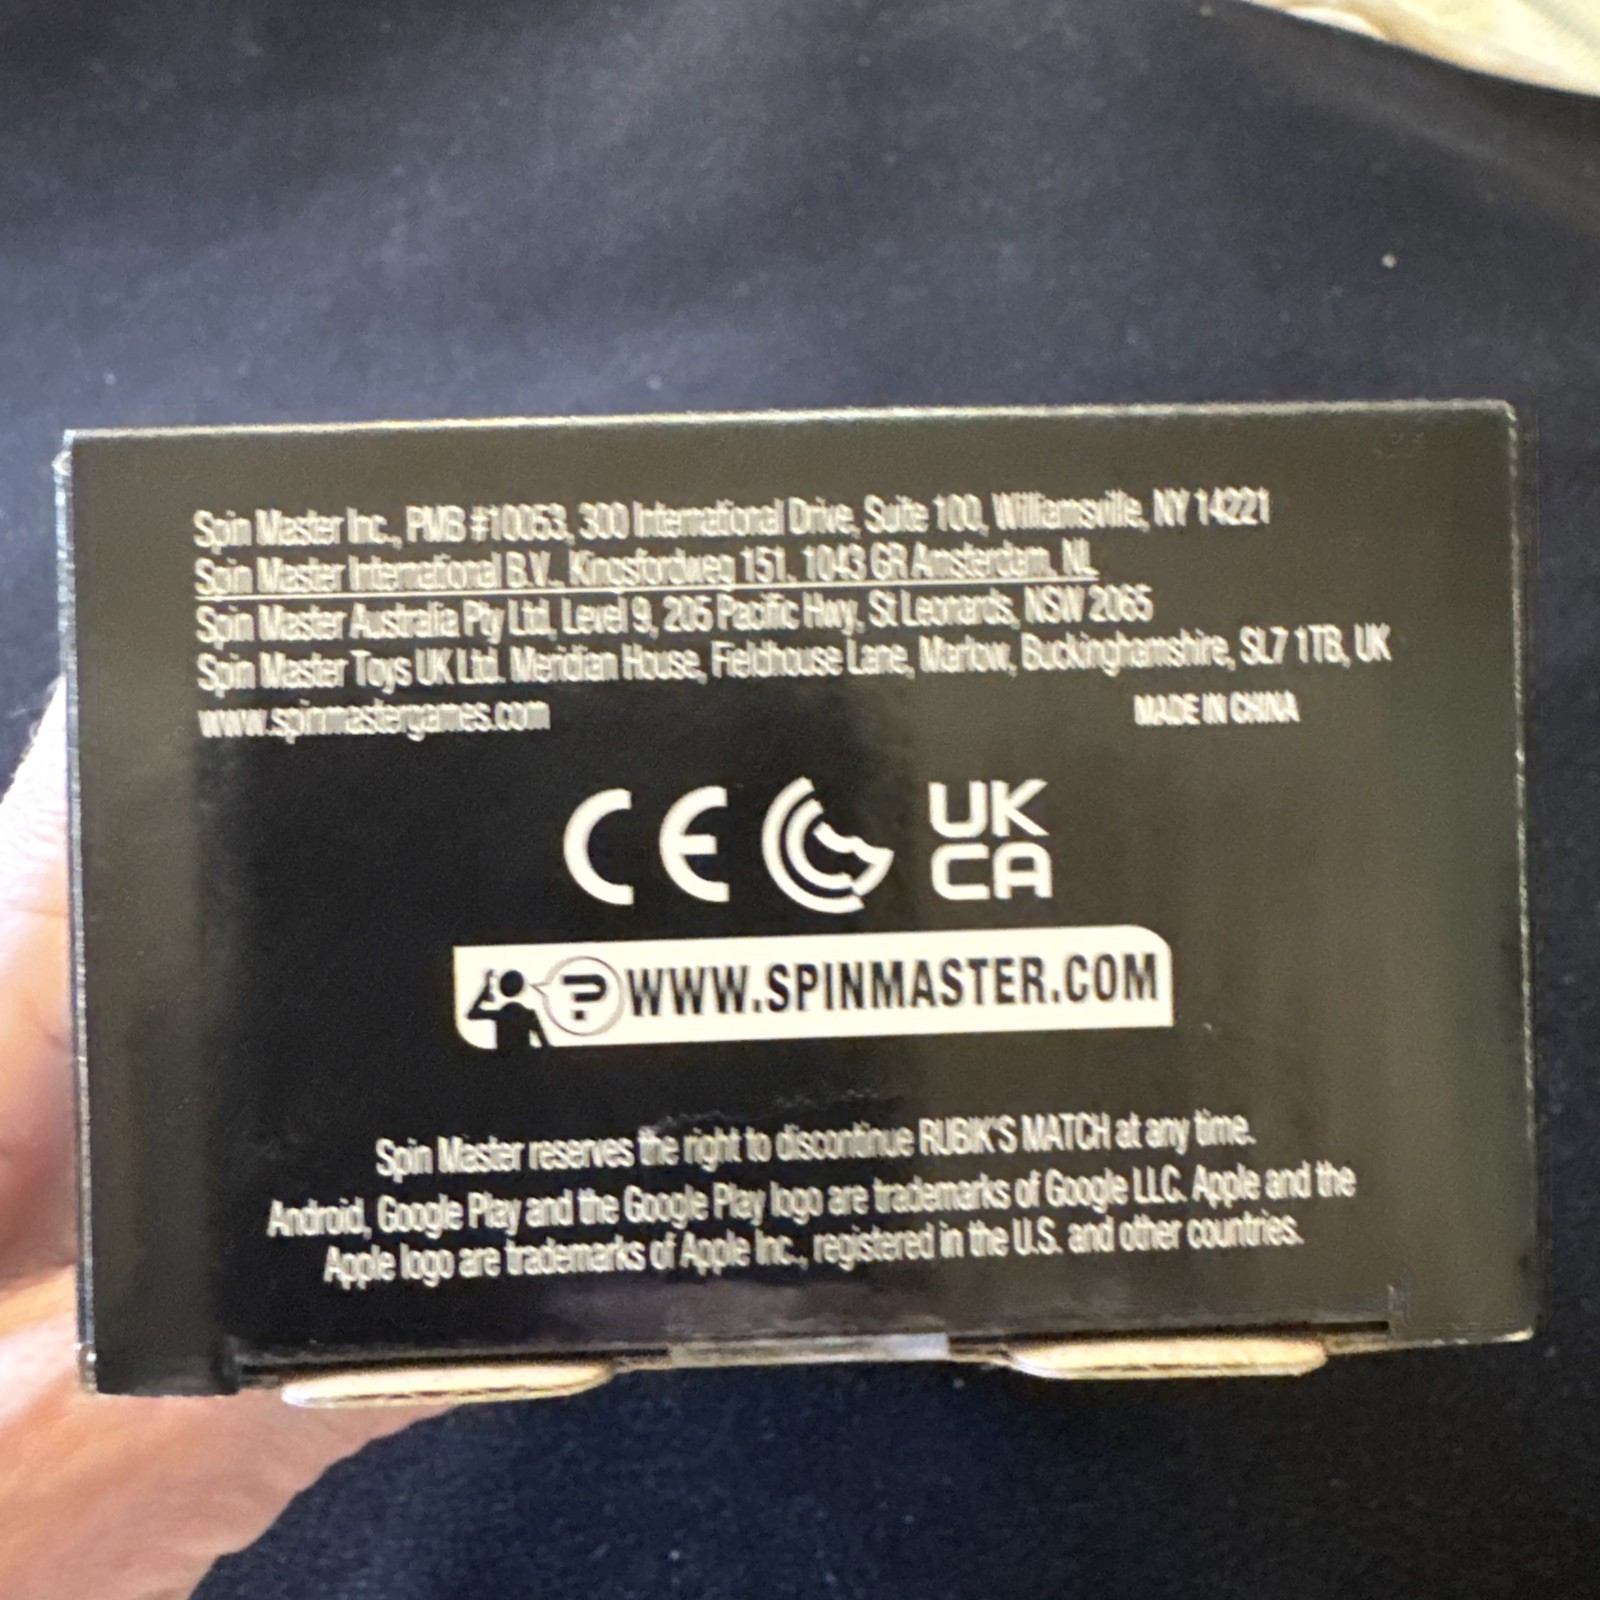 Spin Master Inc., PMB #10053, 300 International Drive, Suite 100, Williamsville, NY 14221
Spin Master International B.V., Kingsfordweg 151, 1043 GR Amsterdam, NL
Spin Master Australia Pty Ltd, Level 9, 205 Pacific Hwy, St Leonards, NSW 2065
Spin Master Toys UK Ltd. Meridian House, Fieldhouse Lane, Marlow, Buckinghamshire, SL7 1TB, UK
www.spinmastergames.com MADE IN CHINA
CE UK
CA
? WWW.SPINMASTER.COM
Spin Master reserves the right to discontinue RUBIK'S MATCH at any time.
Android, Google Play and the Google Play logo are trademarks of Google LLC. Apple and the
Apple logo are trademarks of Apple Inc., registered in the U.S. and other countries.